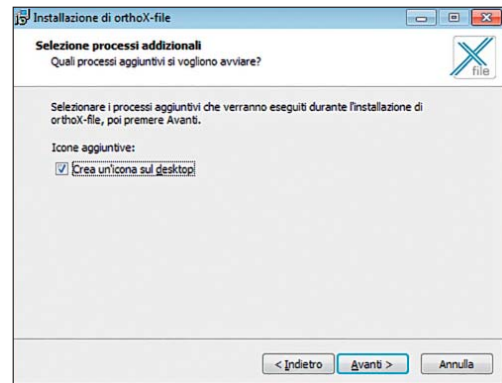 Installazione di orthoX-file
Selezione processi addizionali
Quali processi aggiuntivi si vogliono avviare?
X
file
Selezionare i processi aggiuntivi che verranno eseguiti durante l'installazione di
orthoX-file, poi premere Avanti.
Icone aggiuntive:
Crea un'icona sul desktop
< Indietro
Avanti >
Annulla